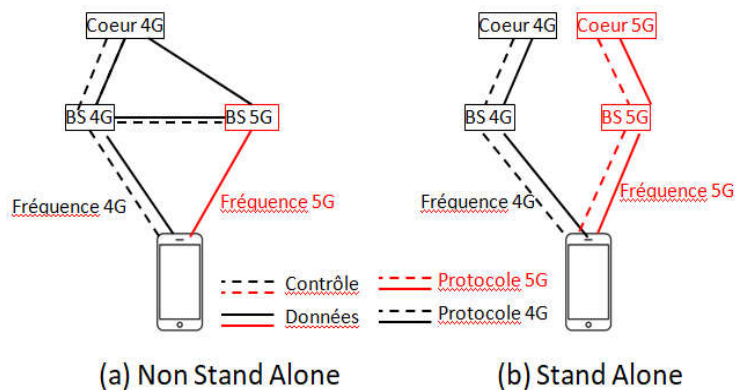 Coeur 4G
BS 4G
BS 5G
Fréquence 4G
Fréquence 5G
Coeur 4G
Coeur 5G
BS 4G
BS 5G
Fréquence 4G
Fréquence 5G
Contrôle
Protocole 5G
Données
Protocole 4G
(a) Non Stand Alone
(b) Stand Alone